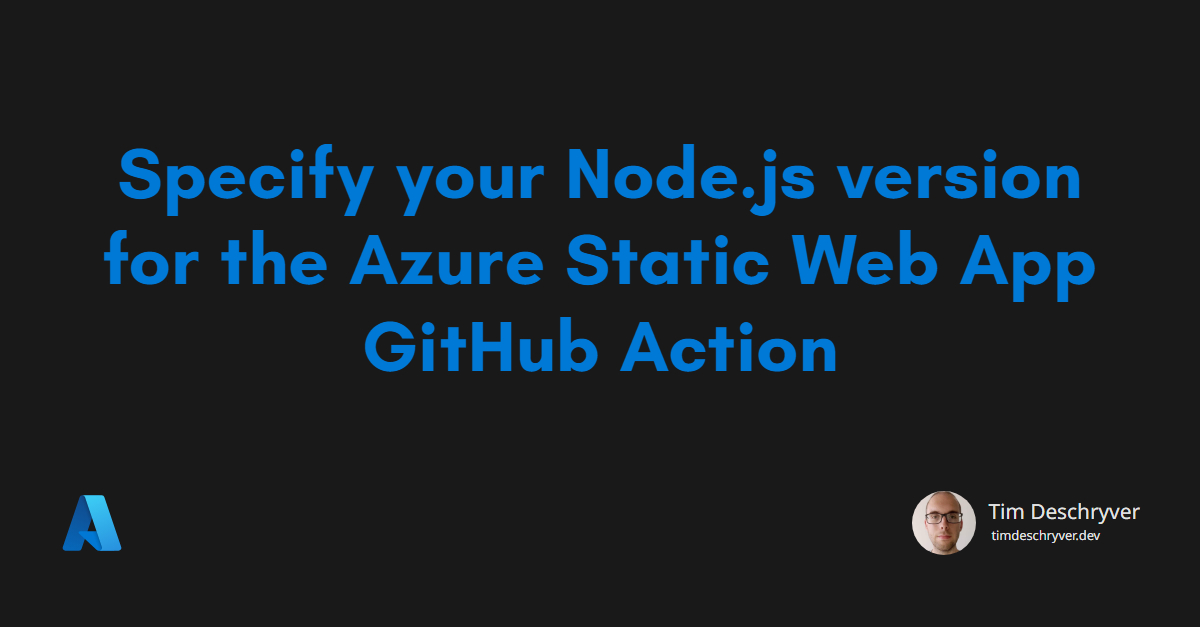 Specify your Node.js version
for the Azure Static Web App
GitHub Action
Tim Deschryver
timdeschryver.dev